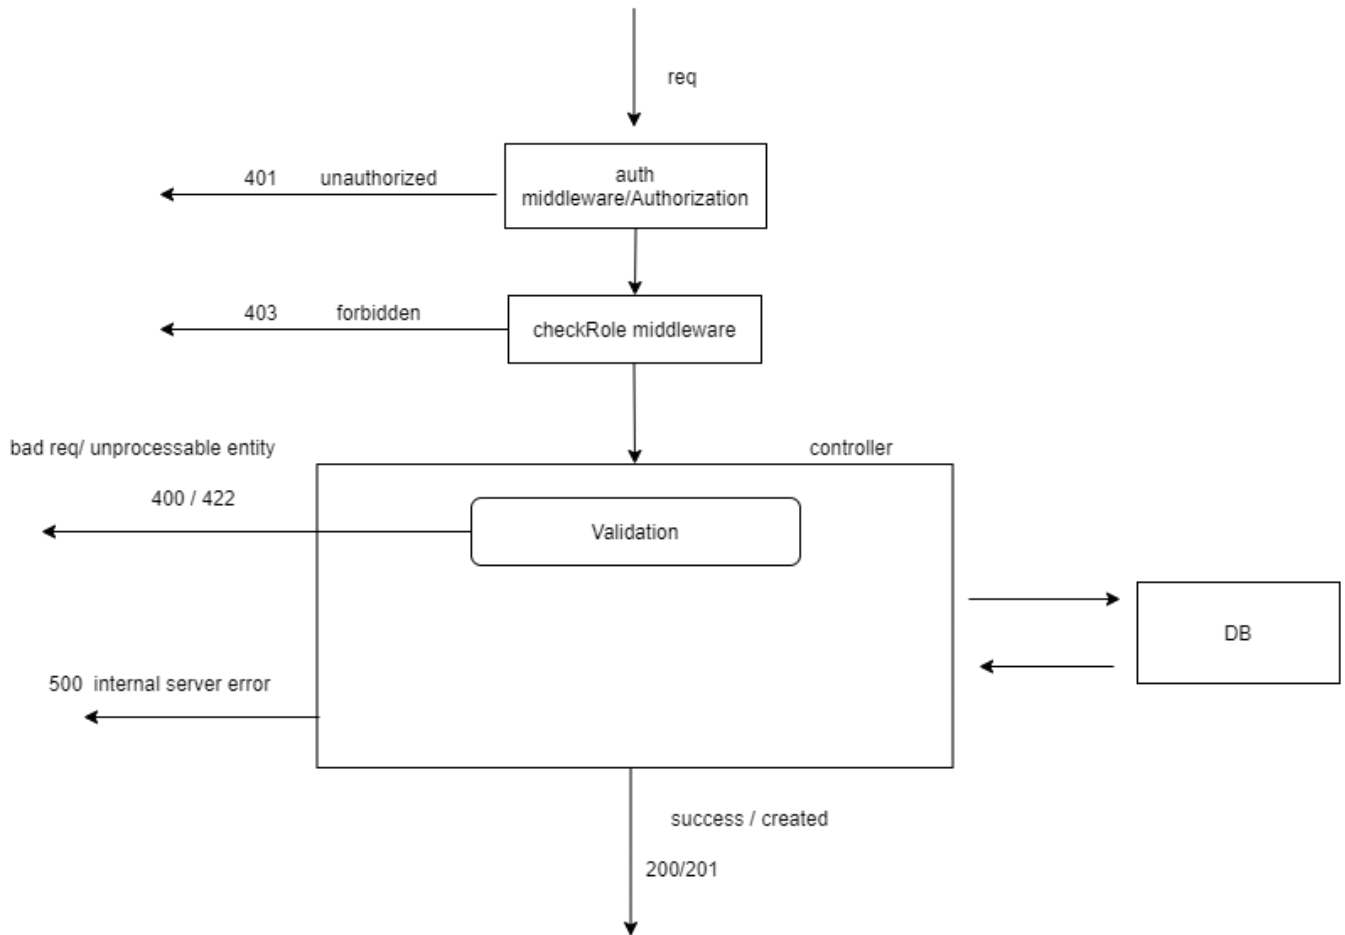 req
auth
middleware/Authorization
401 unauthorized
checkRole middleware
403 forbidden
bad req/ unprocessable entity
controller
400 / 422
Validation
DB
500 internal server error
success / created
200/201